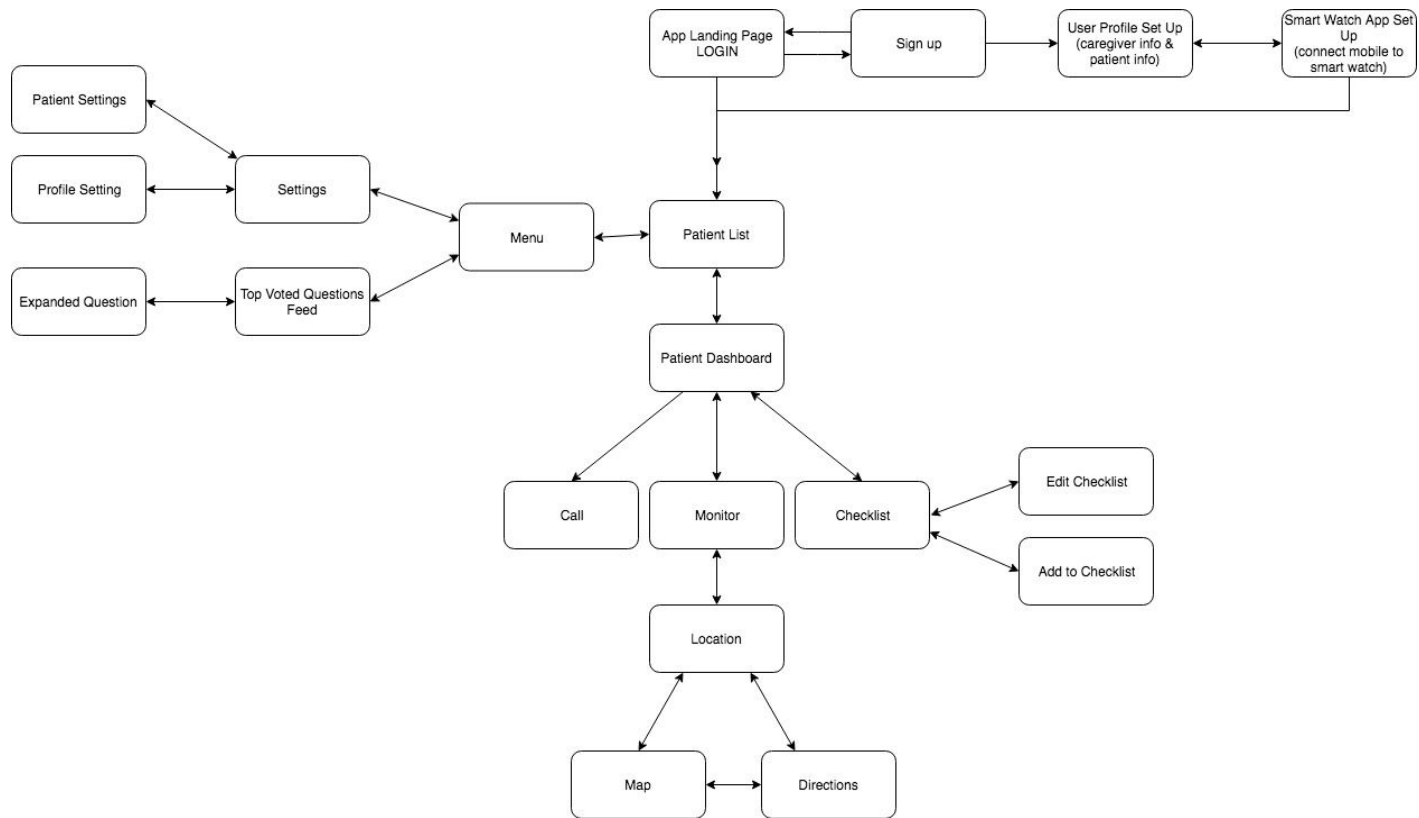 App Landing Page
LOGIN
Sign up
User Profile Set Up
(caregiver info &
patient info)
Smart Watch App Set
Up
(connect mobile to
smart watch)
Patient Settings
Profile Setting
Settings
Menu
Patient List
Expanded Question
Top Voted Questions
Feed
Patient Dashboard
Call
Monitor
Checklist
Edit Checklist
Add to Checklist
Location
Map
Directions